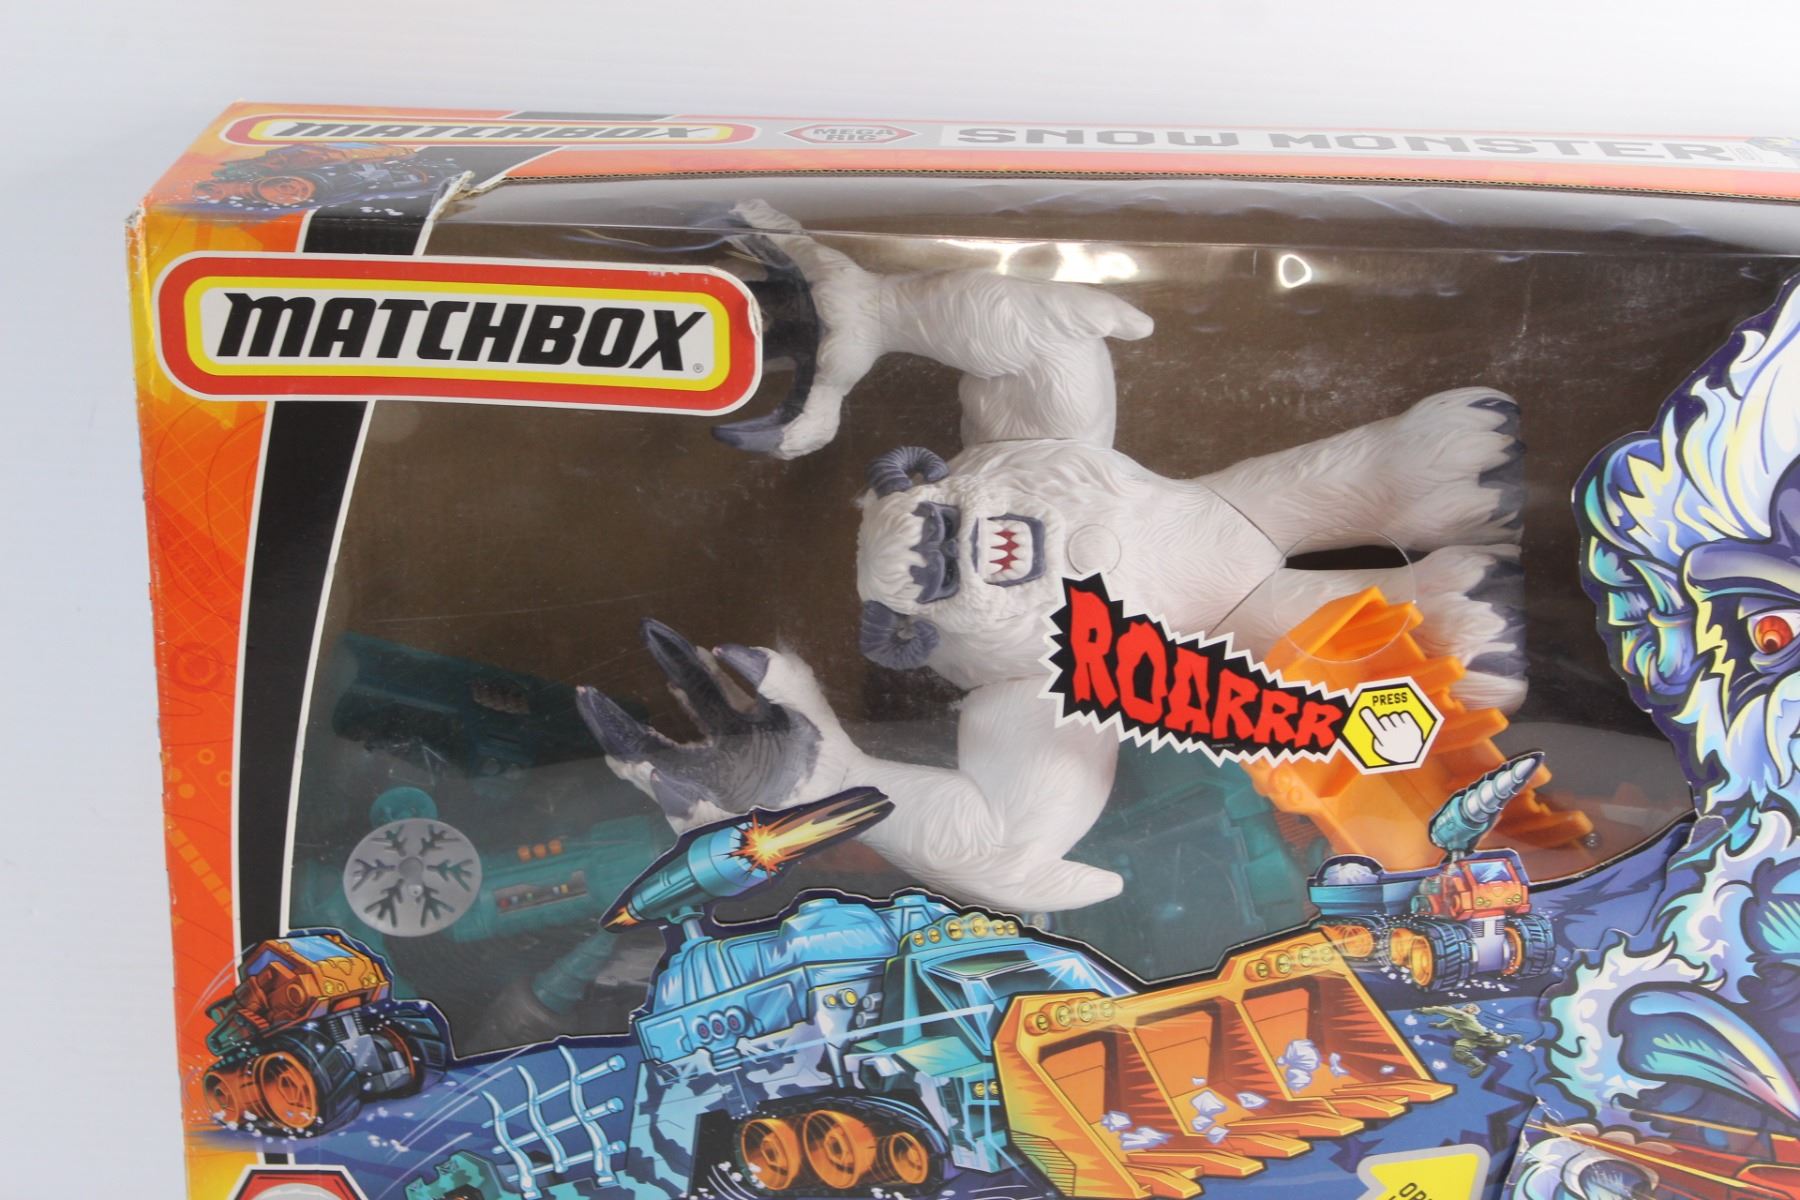 MATCHBOX
MEGA
RIG
SNOW MONSTER
MATCHBOX®
ROARRR
PRESS